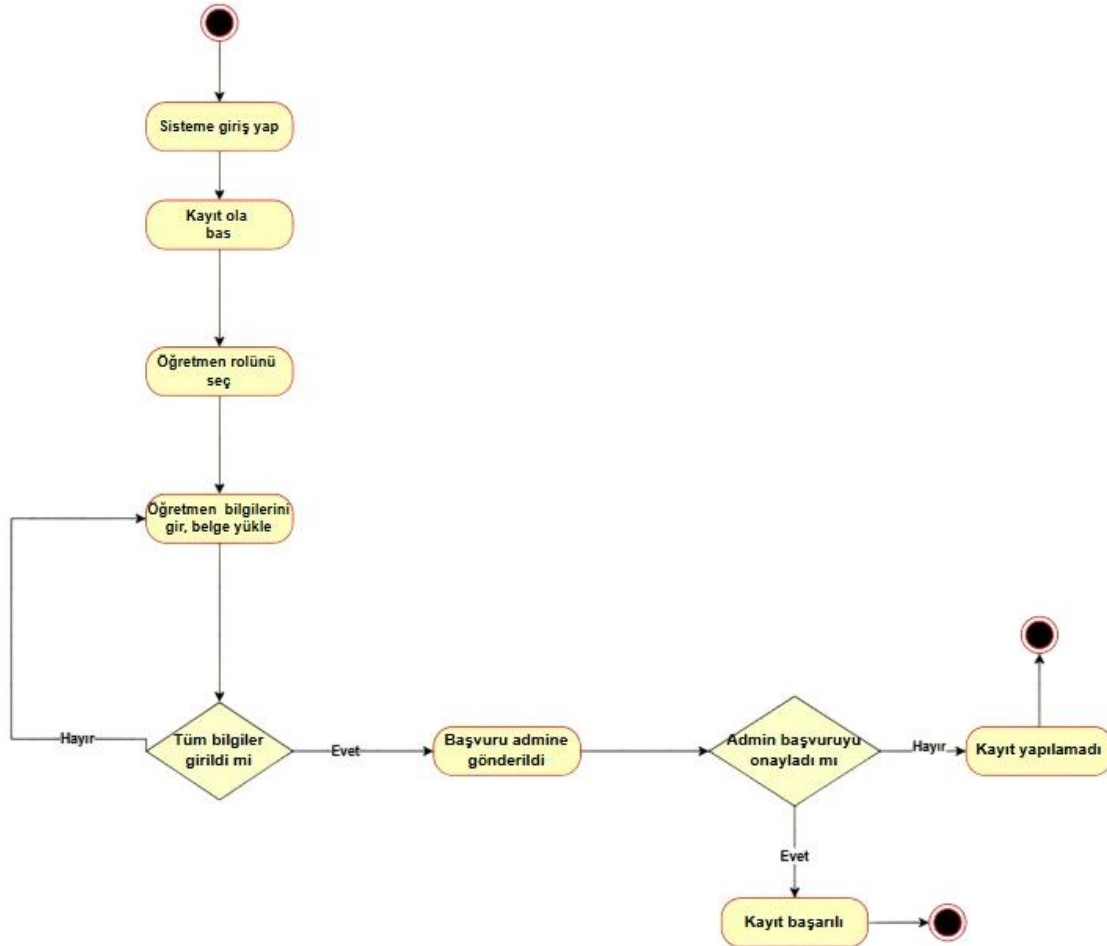 Sisteme giriş yap
Kayıt ola
bas
Öğretmen rolünü
seç
Öğretmen bilgilerini
gir, belge yükle
Hayır
Tüm bilgiler
girildi mi
Evet
Başvuru admine
gönderildi
Admin başvuruyu
onayladı mı
Hayır
Kayıt yapılamadı
Evet
Kayıt başarılı